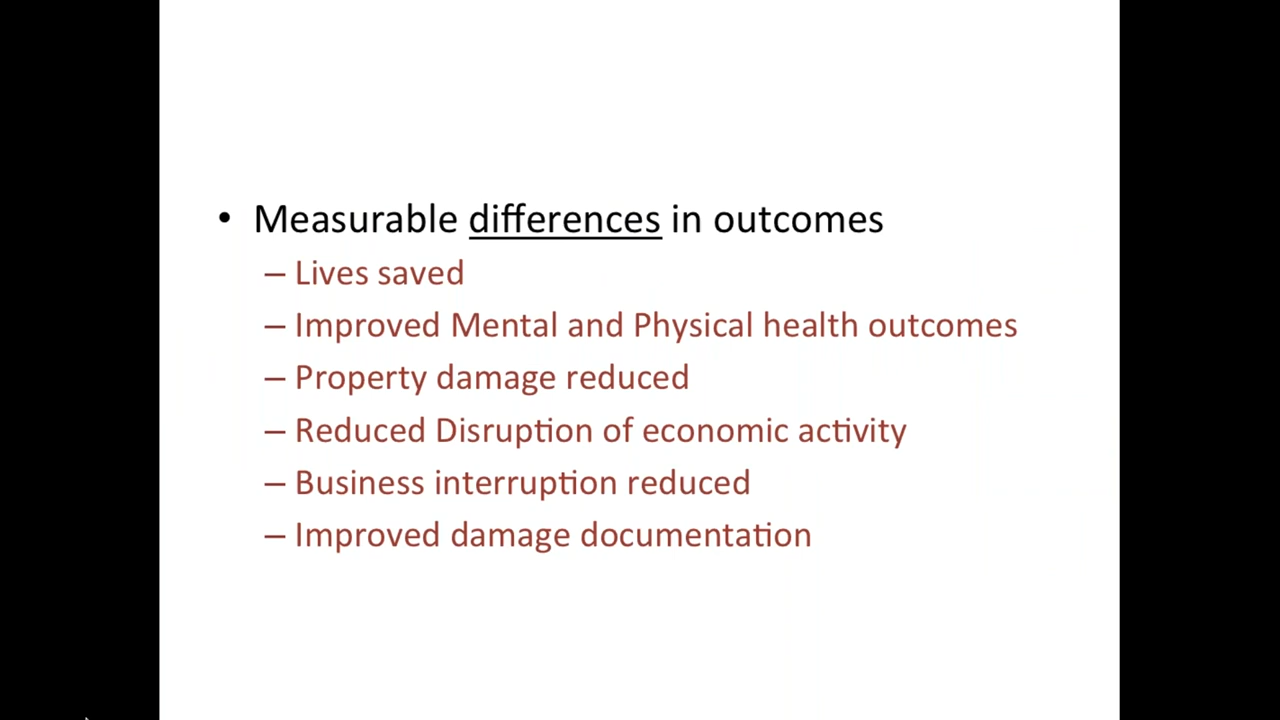 • Measurable differences in outcomes
– Lives saved
– Improved Mental and Physical health outcomes
– Property damage reduced
– Reduced Disruption of economic activity
– Business interruption reduced
– Improved damage documentation